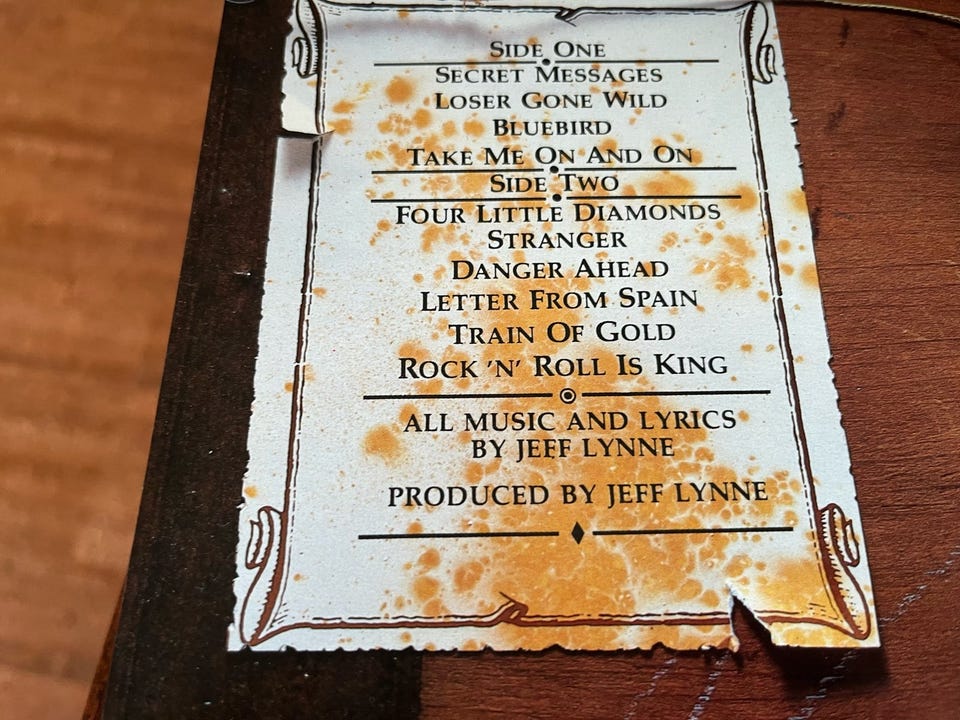 SIDE ONE
SECRET MESSAGES
LOSER GONE WILD
BLUEBIRD
TAKE ME ON AND ON
SIDE TWO
FOUR LITTLE DIAMONDS
STRANGER
DANGER AHEAD
LETTER FROM SPAIN
TRAIN OF GOLD
ROCK 'N' ROLL IS KING
ALL MUSIC AND LYRICS
BY JEFF LYNNE
PRODUCED BY JEFF LYNNE